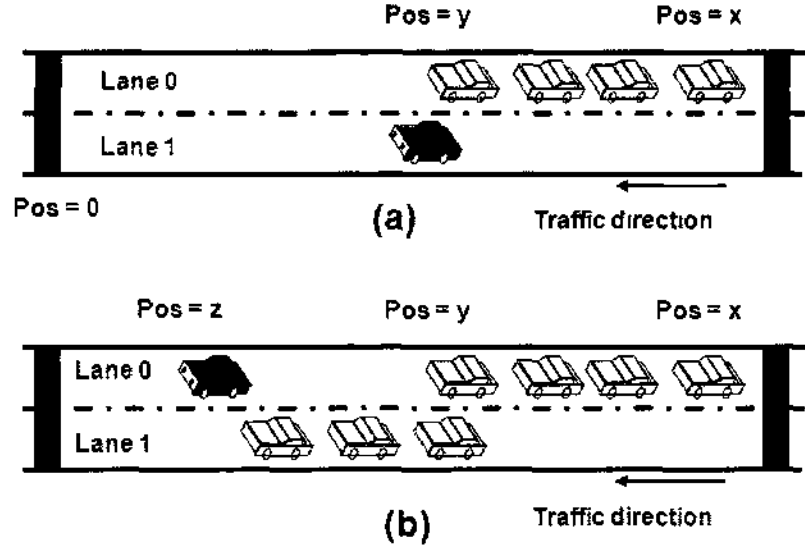 Pos = y Pos = x
Lane 0
Lane 1
Pos = 0
(a)
Traffic direction
Pos = z Pos = y Pos = x
Lane 0
Lane 1
Traffic direction
(b)